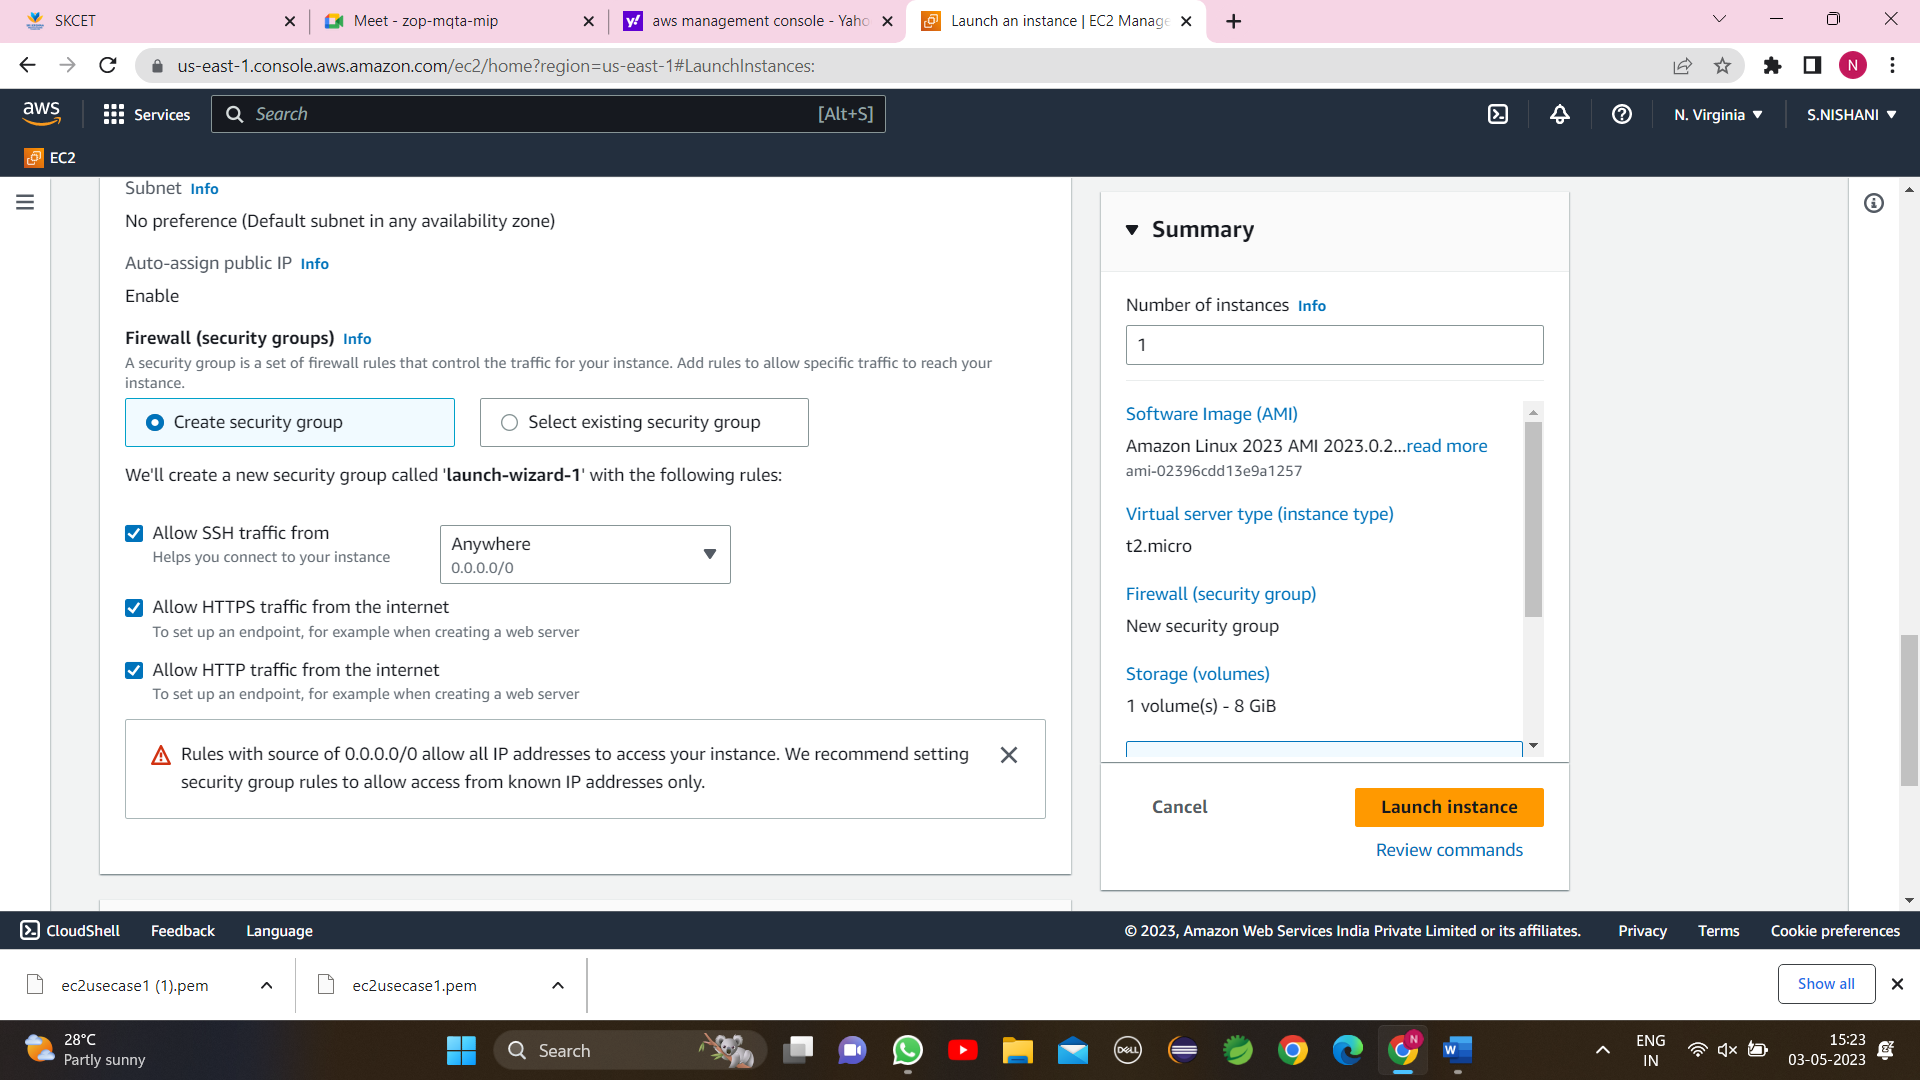 SKCET
Meet - zop-mqta-mip
aws management console - Yaho
Launch an instance | EC2 Manage
us-east-1.console.aws.amazon.com/ec2/home?region=us-east-1#LaunchInstances:
N
aws
Services
Search
[Alt+S]
N. Virginia
S.NISHANI
EC2
Subnet Info
No preference (Default subnet in any availability zone)
Auto-assign public IP Info
Enable
Firewall (security groups) Info
A security group is a set of firewall rules that control the traffic for your instance. Add rules to allow specific traffic to reach your
instance.
Create security group
Select existing security group
We'll create a new security group called 'launch-wizard-1' with the following rules:
Allow SSH traffic from
Helps you connect to your instance
Anywhere
0.0.0.0/0
Allow HTTPS traffic from the internet
To set up an endpoint, for example when creating a web server
Allow HTTP traffic from the internet
To set up an endpoint, for example when creating a web server
Rules with source of 0.0.0.0/0 allow all IP addresses to access your instance. We recommend setting
security group rules to allow access from known IP addresses only.
Summary
Number of instances Info
1
Software Image (AMI)
Amazon Linux 2023 AMI 2023.0.2...read more
ami-02396cdd13e9a1257
Virtual server type (instance type)
t2.micro
Firewall (security group)
New security group
Storage (volumes)
1 volume(s) - 8 GiB
Cancel
Launch instance
Review commands
CloudShell
Feedback
Language
© 2023, Amazon Web Services India Private Limited or its affiliates.
Privacy
Terms
Cookie preferences
ec2usecase1 (1).pem
ec2usecase1.pem
Show all
28°C
Partly sunny
Search
DELL
N
W
ENG
IN
15:23
03-05-2023